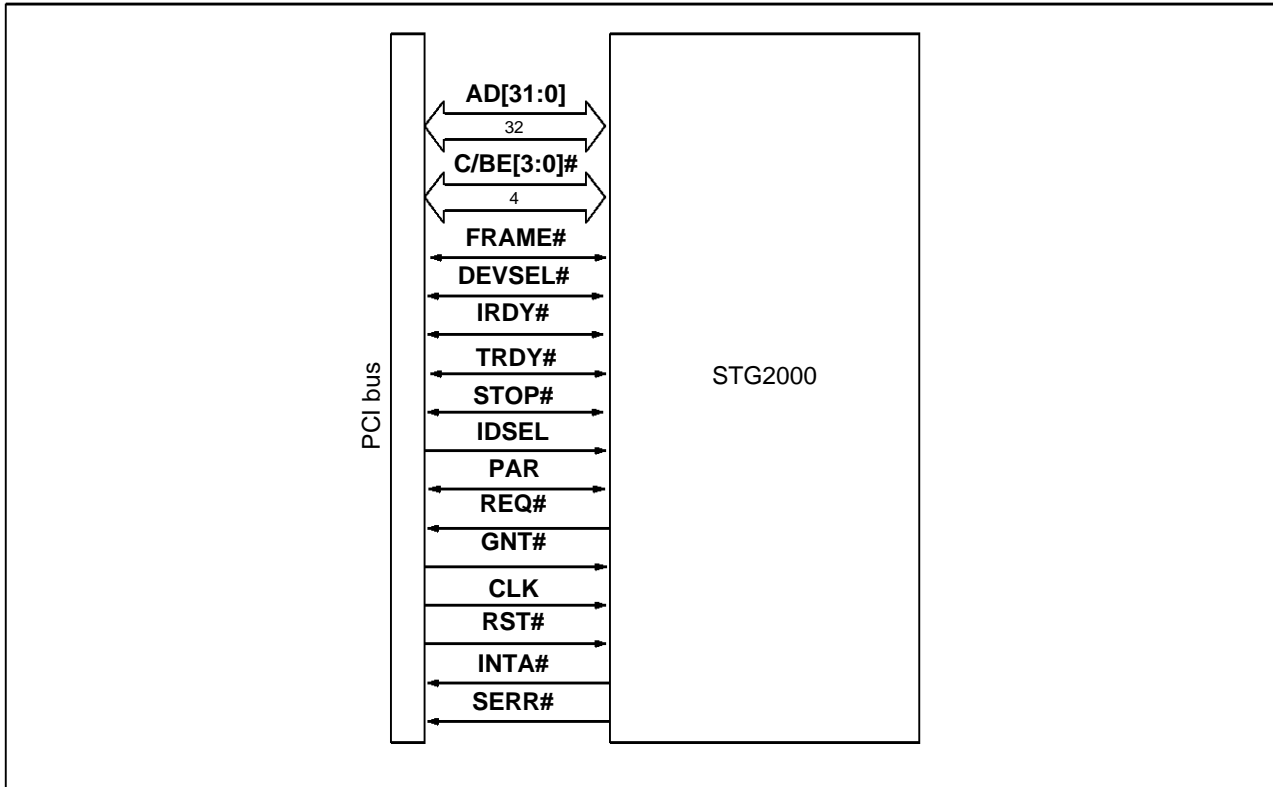 AD[31:0]
32
C/BE[3:0]#
4
FRAME#
DEVSEL#
IRDY#
TRDY#
STOP#
IDSEL
PAR
REQ#
GNT#
CLK
RST#
INTA#
SERR#
PCI bus
STG2000